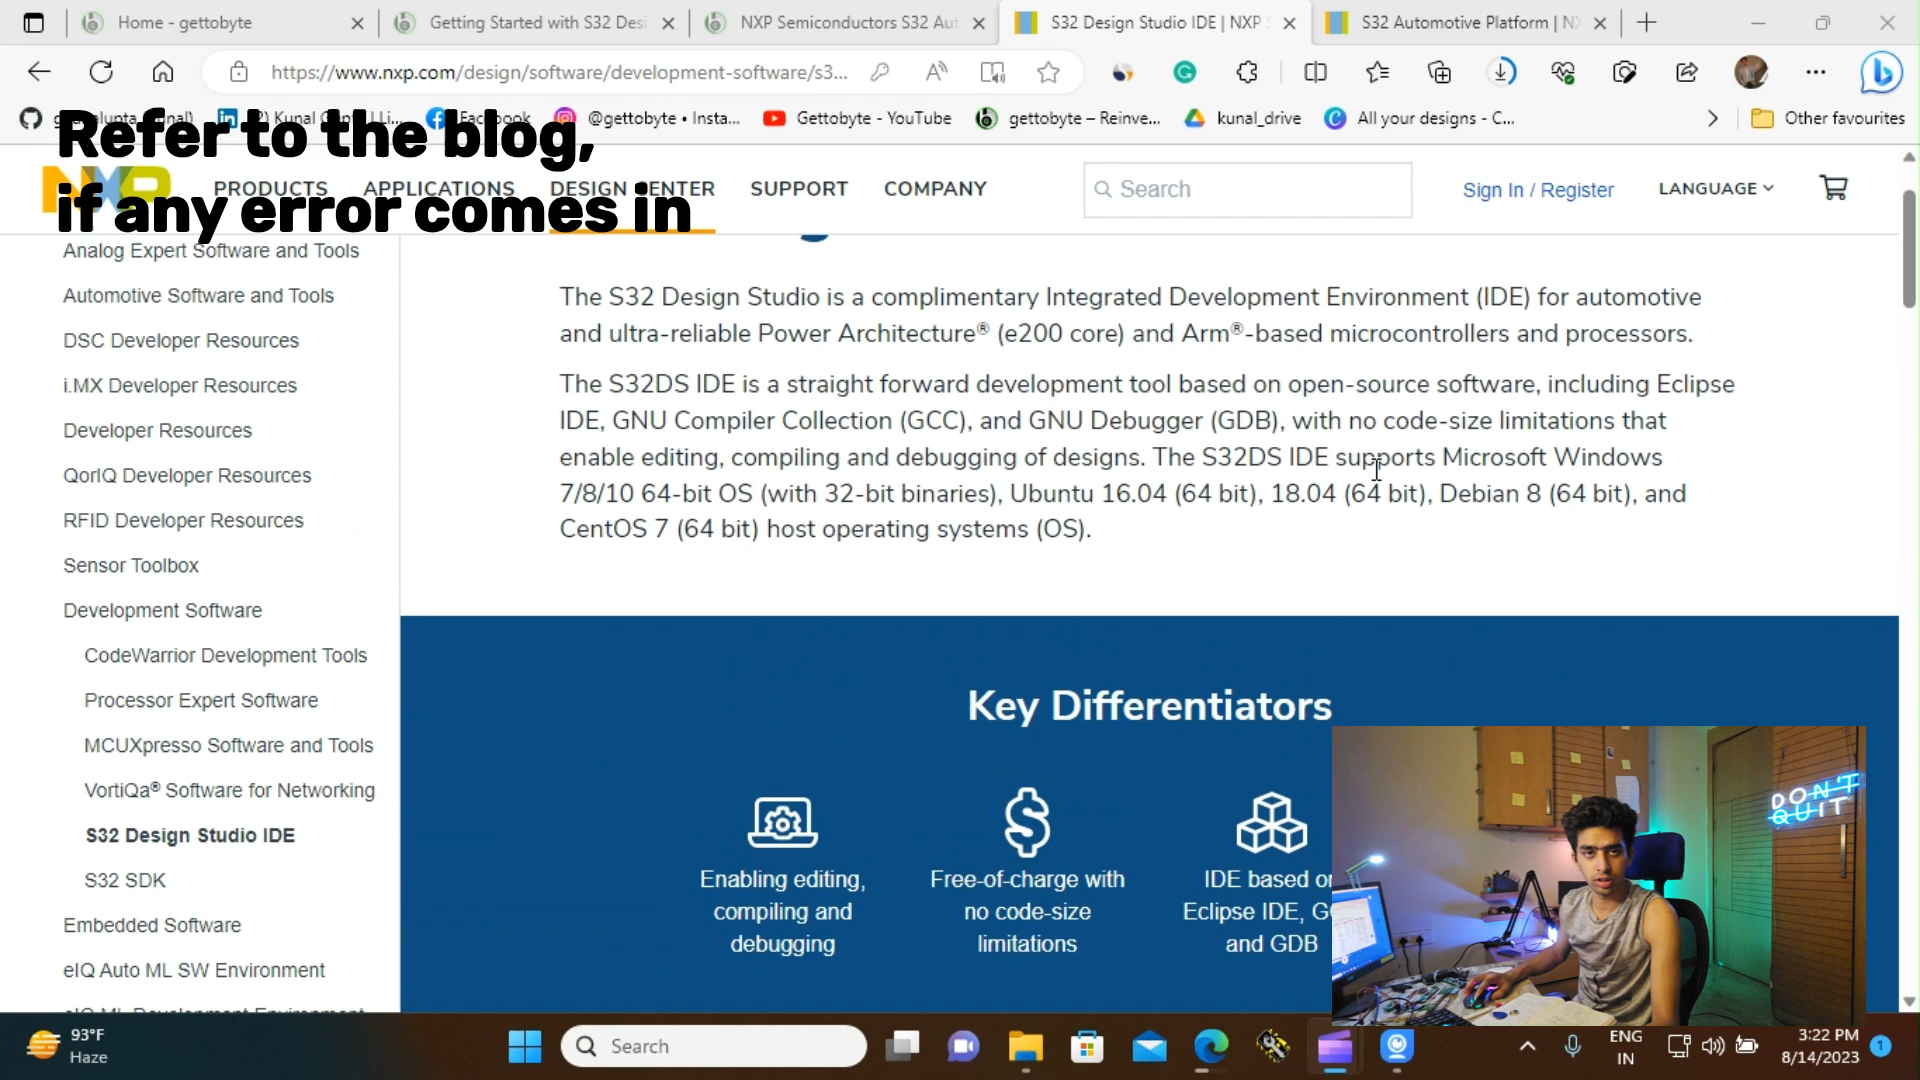 Home - gettobyte
Getting Started with S32 Desi
NXP Semiconductors S32 Aut
S32 Design Studio IDE | NXP S
S32 Automotive Platform | NX
https://www.nxp.com/design/software/development-software/s3...
Kunal Gupta | Li...
Facebook
@gettobyte • Insta...
Gettobyte - YouTube
gettobyte – Reinve...
kunal_drive
All your designs - C...
Other favourites
Refer to the blog,
if any error comes in
NXP
PRODUCTS
APPLICATIONS
DESIGN CENTER
SUPPORT
COMPANY
Search
Sign In / Register
LANGUAGE
Analog Expert Software and Tools
Automotive Software and Tools
DSC Developer Resources
i.MX Developer Resources
Developer Resources
QorIQ Developer Resources
RFID Developer Resources
Sensor Toolbox
Development Software
CodeWarrior Development Tools
Processor Expert Software
MCUXpresso Software and Tools
VortiQa® Software for Networking
S32 Design Studio IDE
S32 SDK
Embedded Software
eIQ Auto ML SW Environment
The S32 Design Studio is a complimentary Integrated Development Environment (IDE) for automotive
and ultra-reliable Power Architecture® (e200 core) and Arm®-based microcontrollers and processors.
The S32DS IDE is a straight forward development tool based on open-source software, including Eclipse
IDE, GNU Compiler Collection (GCC), and GNU Debugger (GDB), with no code-size limitations that
enable editing, compiling and debugging of designs. The S32DS IDE supports Microsoft Windows
7/8/10 64-bit OS (with 32-bit binaries), Ubuntu 16.04 (64 bit), 18.04 (64 bit), Debian 8 (64 bit), and
CentOS 7 (64 bit) host operating systems (OS).
Key Differentiators
Enabling editing,
compiling and
debugging
Free-of-charge with
no code-size
limitations
IDE based on
Eclipse IDE, G
and GDB
DON'T
QUIT
93°F
Haze
Search
ENG
IN
3:22 PM
8/14/2023
1